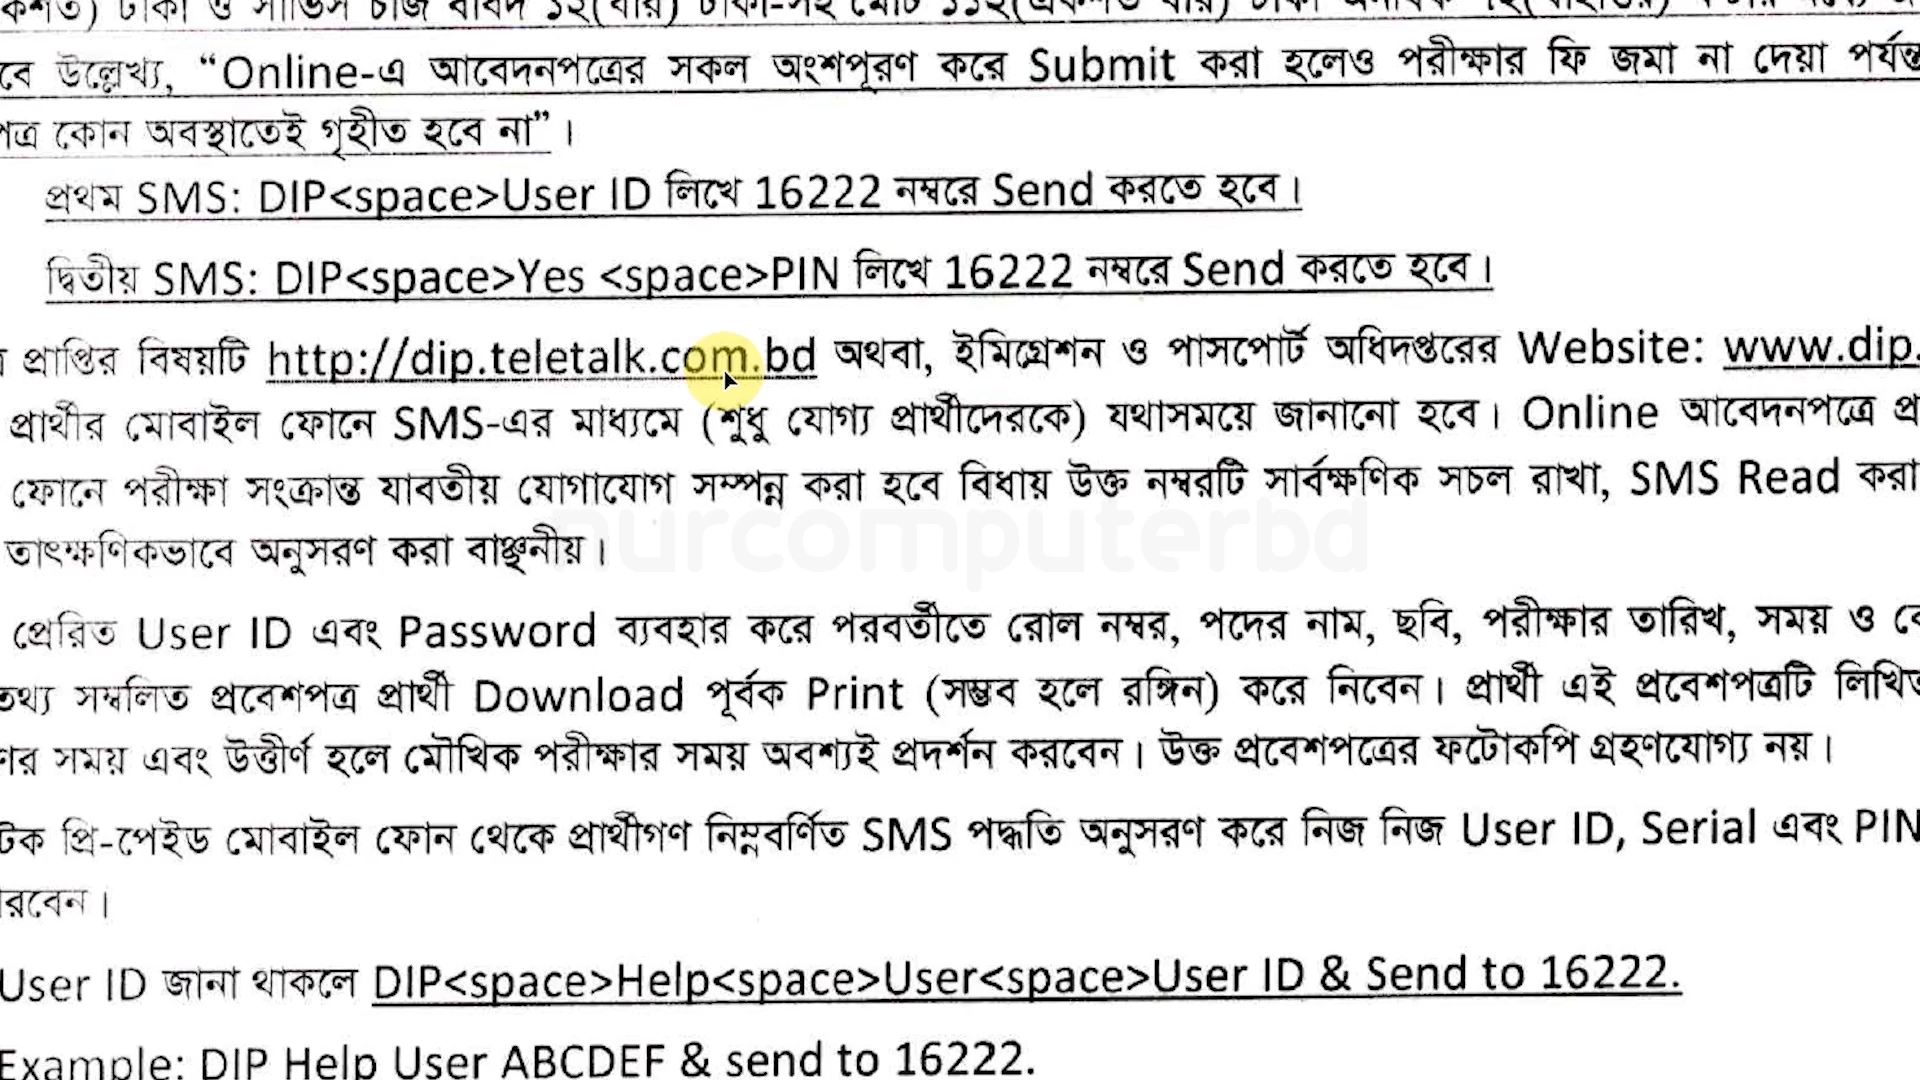 টাকা ও সার্ভিস চার্জ বাবদ ১২(বার) টাকা-সহ মোট ১১২(একশত বার) টাকা
উল্লেখ্য, “Online-এ আবেদনপত্রের সকল অংশপূরণ করে Submit করা হলেও পরীক্ষার ফি জমা না দেয়া পর্যন্ত
কোন অবস্থাতেই গৃহীত হবে না”।
প্রথম SMS: DIP<space>User ID লিখে 16222 নম্বরে Send করতে হবে।
দ্বিতীয় SMS: DIP<space>Yes <space>PIN লিখে 16222 নম্বরে Send করতে হবে।
প্রাপ্তির বিষয়টি http://dip.teletalk.com.bd অথবা, ইমিগ্রেশন ও পাসপোর্ট অধিদপ্তরের Website: www.dip.
প্রার্থীর মোবাইল ফোনে SMS-এর মাধ্যমে (শুধু যোগ্য প্রার্থীদেরকে) যথাসময়ে জানানো হবে। Online আবেদনপত্রে
ফোনে পরীক্ষা সংক্রান্ত যাবতীয় যোগাযোগ সম্পন্ন করা হবে বিধায় উক্ত নম্বরটি সার্বক্ষণিক সচল রাখা, SMS Read করা
তাৎক্ষণিকভাবে অনুসরণ করা বাঞ্ছনীয়।
nurcomputerbd
প্রেরিত User ID এবং Password ব্যবহার করে পরবর্তীতে রোল নম্বর, পদের নাম, ছবি, পরীক্ষার তারিখ, সময় ও
তথ্য সম্বলিত প্রবেশপত্র প্রার্থী Download পূর্বক Print (সম্ভব হলে রঙ্গিন) করে নিবেন। প্রার্থী এই প্রবেশপত্রটি লিখিত
সময় এবং উত্তীর্ণ হলে মৌখিক পরীক্ষার সময় অবশ্যই প্রদর্শন করবেন। উক্ত প্রবেশপত্রের ফটোকপি গ্রহণযোগ্য নয়।
প্রি-পেইড মোবাইল ফোন থেকে প্রার্থীগণ নিম্নবর্ণিত SMS পদ্ধতি অনুসরণ করে নিজ নিজ User ID, Serial এবং PIN
রবেন।
User ID জানা থাকলে DIP<space>Help<space>User<space>User ID & Send to 16222.
Example: DIP Help User ABCDEF & send to 16222.